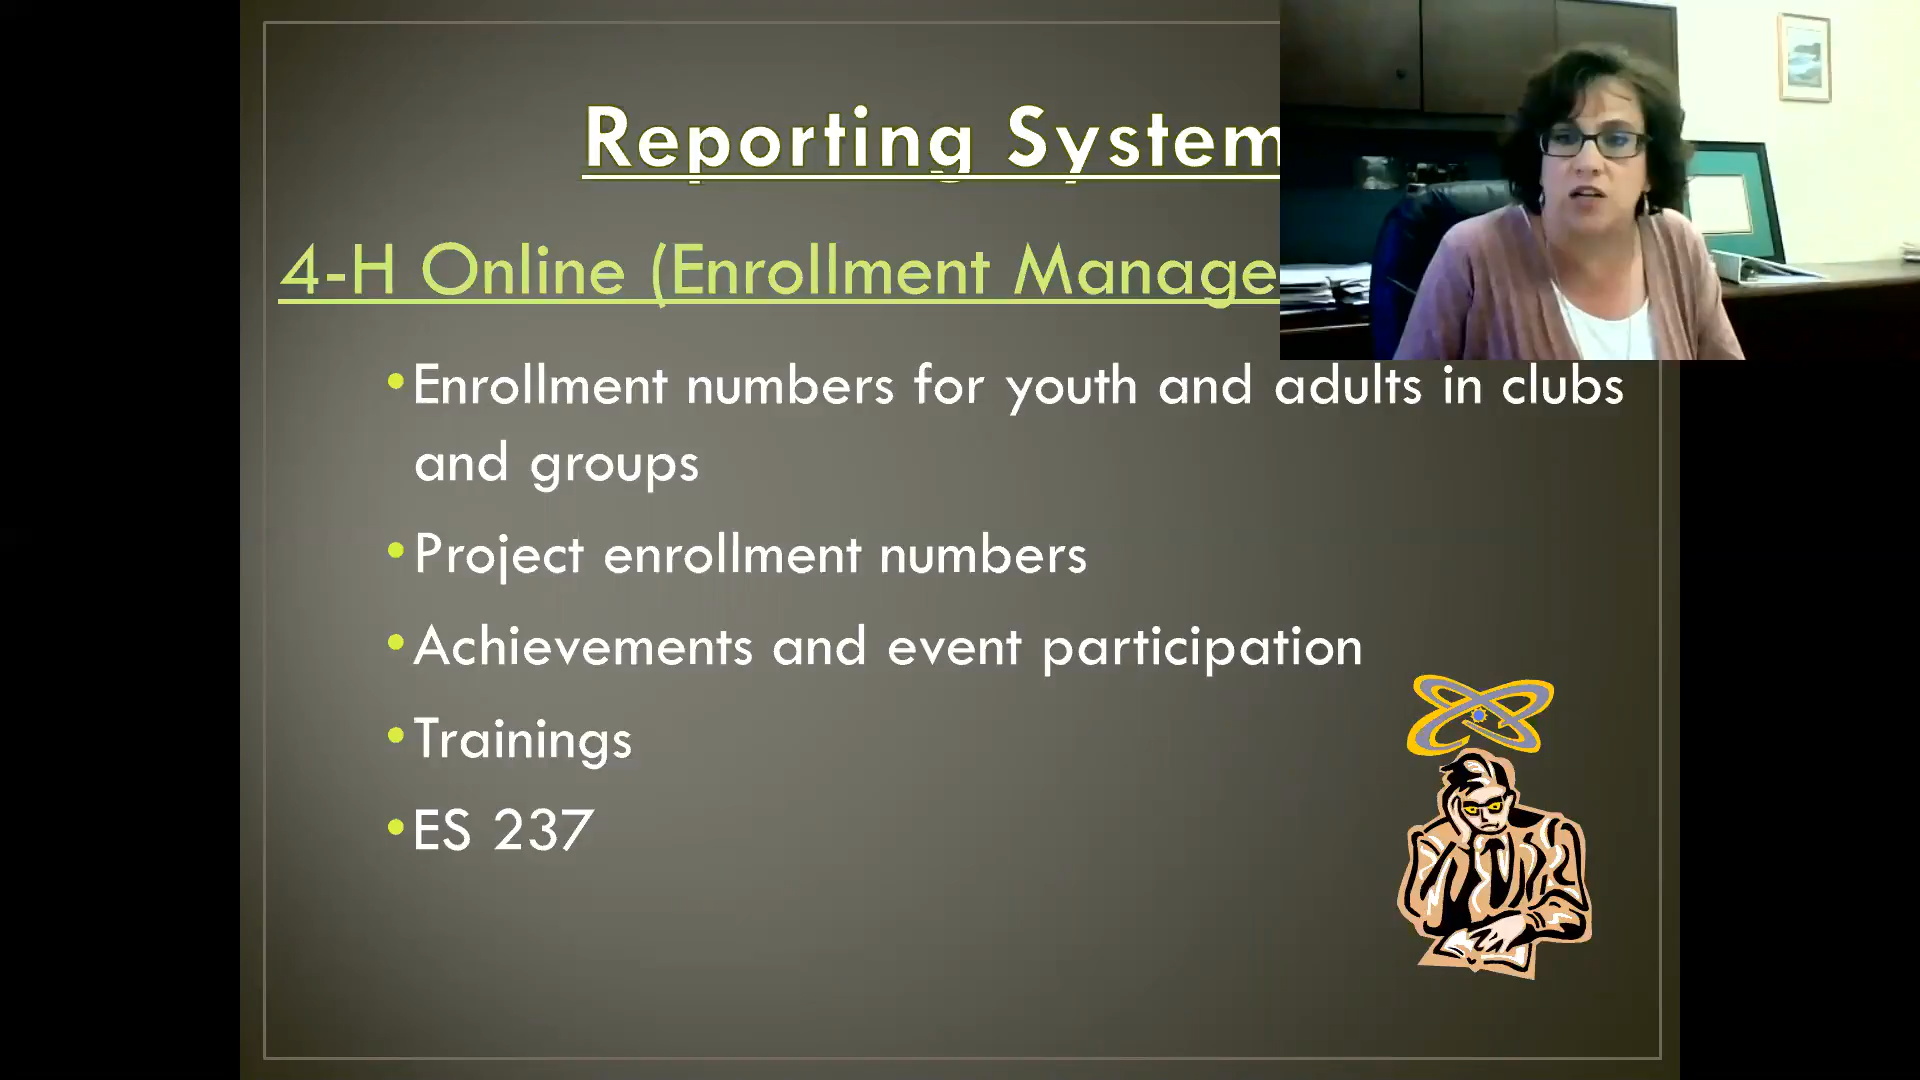 Reporting System
4-H Online (Enrollment Manage
•Enrollment numbers for youth and adults in clubs
and groups
•Project enrollment numbers
•Achievements and event participation
•Trainings
•ES 237